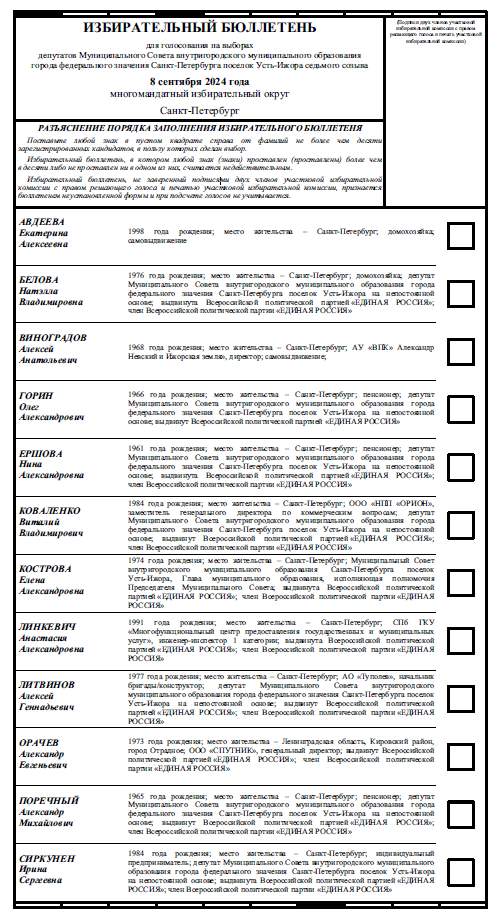 ИЗБИРАТЕЛЬНЫЙ БЮЛЛЕТЕНЬ
для голосования на выборах
депутатов Муниципального Совета внутригородского муниципального образования
города федерального значения Санкт-Петербурга поселок Усть-Ижора седьмого созыва
8 сентября 2024 года
многомандатный избирательный округ
Санкт-Петербург
(Подписи двух членов участковой
избирательной комиссии с правом
решающего голоса и печать участковой
избирательной комиссии)
РАЗЪЯСНЕНИЕ ПОРЯДКА ЗАПОЛНЕНИЯ ИЗБИРАТЕЛЬНОГО БЮЛЛЕТЕНЯ
Поставьте любой знак в пустом квадрате справа от фамилий не более чем десяти
зарегистрированных кандидатов, в пользу которых сделан выбор.
Избирательный бюллетень, в котором любой знак (знаки) проставлен (проставлены) более чем
в десяти либо не проставлен ни в одном из них, считается недействительным.
Избирательный бюллетень, не заверенный подписями двух членов участковой избирательной
комиссии с правом решающего голоса и печатью участковой избирательной комиссии, признается
бюллетенем неустановленной формы и при подсчете голосов не учитывается.
АВДЕЕВА
Екатерина
Алексеевна
1998 года рождения; место жительства – Санкт-Петербург; домохозяйка;
самовыдвижение
БЕЛОВА
Натэлла
Владимировна
1976 года рождения; место жительства – Санкт-Петербург; домохозяйка; депутат
Муниципального Совета внутригородского муниципального образования города
федерального значения Санкт-Петербурга поселок Усть-Ижора на непостоянной
основе; выдвинута Всероссийской политической партией «ЕДИНАЯ РОССИЯ»;
член Всероссийской политической партии «ЕДИНАЯ РОССИЯ»
ВИНОГРАДОВ
Алексей
Анатольевич
1968 года рождения; место жительства – Санкт-Петербург; АУ «ВПК» Александр
Невский и Ижорская земля», директор; самовыдвижение;
ГОРИН
Олег
Александрович
1966 года рождения; место жительства – Санкт-Петербург; пенсионер; депутат
Муниципального Совета внутригородского муниципального образования города
федерального значения Санкт-Петербурга поселок Усть-Ижора на непостоянной
основе; выдвинут Всероссийской политической партией «ЕДИНАЯ РОССИЯ»
ЕРШОВА
Нина
Александровна
1961 года рождения; место жительства – Санкт-Петербург; пенсионер; депутат
Муниципального Совета внутригородского муниципального образования города
федерального значения Санкт-Петербурга поселок Усть-Ижора на непостоянной
основе; выдвинута Всероссийской политической партией «ЕДИНАЯ РОССИЯ»;
член Всероссийской политической партии «ЕДИНАЯ РОССИЯ»
КОВАЛЕНКО
Виталий
Владимирович
1984 года рождения; место жительства – Санкт-Петербург; ООО «НПЦ «ОРИОН»,
заместитель генерального директора по коммерческим вопросам; депутат
Муниципального Совета внутригородского муниципального образования города
федерального значения Санкт-Петербурга поселок Усть-Ижора на непостоянной
основе; выдвинут Всероссийской политической партией «ЕДИНАЯ РОССИЯ»;
член Всероссийской политической партии «ЕДИНАЯ РОССИЯ»
КОСТРОВА
Елена
Александровна
1974 года рождения; место жительства – Санкт-Петербург; Муниципальный Совет
внутригородского муниципального образования Санкт-Петербурга поселок
Усть-Ижора, Глава муниципального образования, исполняющая полномочия
Председателя Муниципального Совета; выдвинута Всероссийской политической
партией «ЕДИНАЯ РОССИЯ»; член Всероссийской политической партии «ЕДИНАЯ
РОССИЯ»
ЛИНКЕВИЧ
Анастасия
Александровна
1991 года рождения; место жительства – Санкт-Петербург; СПб ГКУ
«Многофункциональный центр предоставления государственных и муниципальных
услуг», инженер-инспектор 1 категории; выдвинута Всероссийской политической
партией «ЕДИНАЯ РОССИЯ»; член Всероссийской политической партии «ЕДИНАЯ
РОССИЯ»
ЛИТВИНОВ
Алексей
Геннадьевич
1977 года рождения; место жительства – Санкт-Петербург; АО «Туполев», начальник
бригады/конструктор; депутат Муниципального Совета внутригородского
муниципального образования города федерального значения Санкт-Петербурга поселок
Усть-Ижора на непостоянной основе; выдвинут Всероссийской политической
партией «ЕДИНАЯ РОССИЯ»; член Всероссийской политической партии «ЕДИНАЯ
РОССИЯ»
ОРАЧЕВ
Александр
Евгеньевич
1973 года рождения; место жительства – Ленинградская область, Кировский район,
город Отрадное; ООО «СПУТНИК», генеральный директор; выдвинут Всероссийской
политической партией «ЕДИНАЯ РОССИЯ»; член Всероссийской политической
партии «ЕДИНАЯ РОССИЯ»
ПОРЕЧНЫЙ
Александр
Михайлович
1965 года рождения; место жительства – Санкт-Петербург; пенсионер; депутат
Муниципального Совета внутригородского муниципального образования города
федерального значения Санкт-Петербурга поселок Усть-Ижора на непостоянной
основе; выдвинут Всероссийской политической партией «ЕДИНАЯ РОССИЯ»;
член Всероссийской политической партии «ЕДИНАЯ РОССИЯ»
СИРКУНЕН
Ирина
Сергеевна
1984 года рождения; место жительства – Санкт-Петербург; индивидуальный
предприниматель; депутат Муниципального Совета внутригородского муниципального
образования города федерального значения Санкт-Петербурга поселок Усть-Ижора
на непостоянной основе; выдвинута Всероссийской политической партией «ЕДИНАЯ
РОССИЯ»; член Всероссийской политической партии «ЕДИНАЯ РОССИЯ»